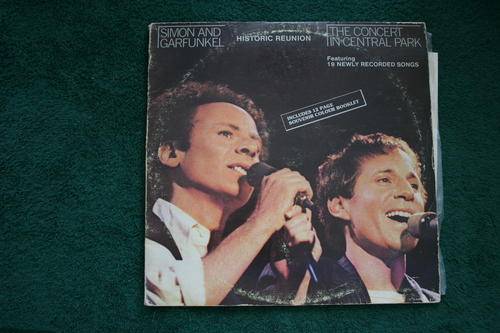 SIMON AND
GARFUNKEL
HISTORIC REUNION
THE CONCERT
IN CENTRAL PARK
Featuring
19 NEWLY RECORDED SONGS
INCLUDES 12 PAGE
SOUVENIR COLOUR BOOKLET